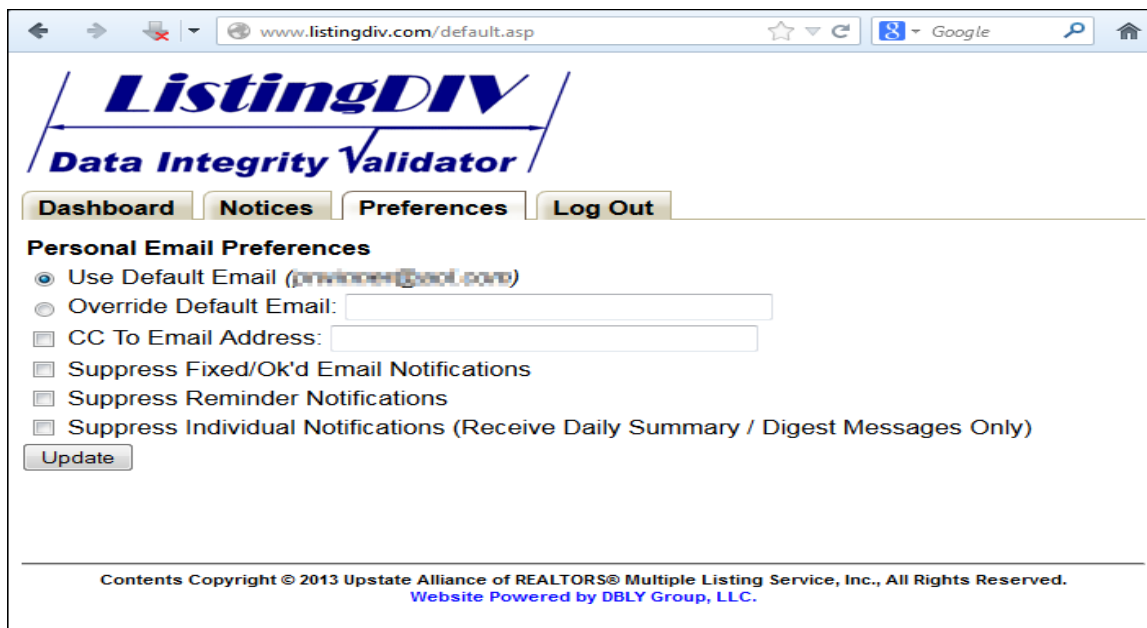 www.listingdiv.com/default.asp
8 Google
ListingDIV
Data Integrity Validator
Dashboard Notices Preferences Log Out
Personal Email Preferences
Use Default Email ( )
Override Default Email:
CC To Email Address:
Suppress Fixed/Ok'd Email Notifications
Suppress Reminder Notifications
Suppress Individual Notifications (Receive Daily Summary / Digest Messages Only)
Update
Contents Copyright © 2013 Upstate Alliance of REALTORS® Multiple Listing Service, Inc., All Rights Reserved.
Website Powered by DBLY Group, LLC.